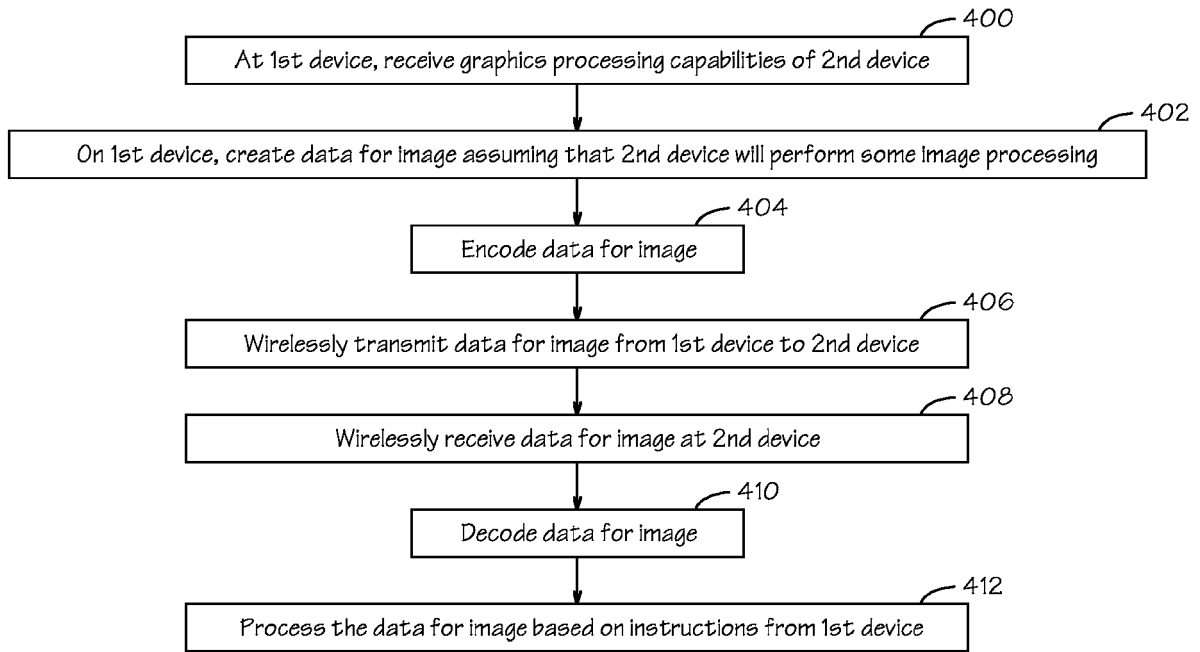 400
At 1st device, receive graphics processing capabilities of 2nd device
402
On 1st device, create data for image assuming that 2nd device will perform some image processing
404
Encode data for image
406
Wirelessly transmit data for image from 1st device to 2nd device
408
Wirelessly receive data for image at 2nd device
410
Decode data for image
412
Process the data for image based on instructions from 1st device